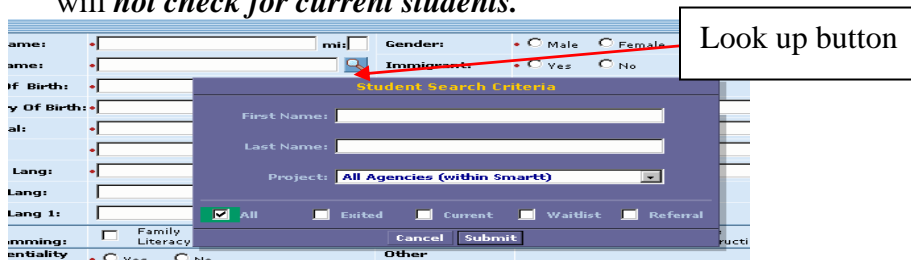 will not check for current students.
Look up button
ame: mi: Gender: Male Female
ame: Immigrant: Yes No
Of Birth: Student Search Criteria
y Of Birth:
First Name:
al:
Last Name:
Lang: Project: All Agencies (within Smartt)
Lang:
Lang 1: All Exited Current Waitlist Referral
amming: Family Literacy Cancel Submit ructi
entiality Yes No Other